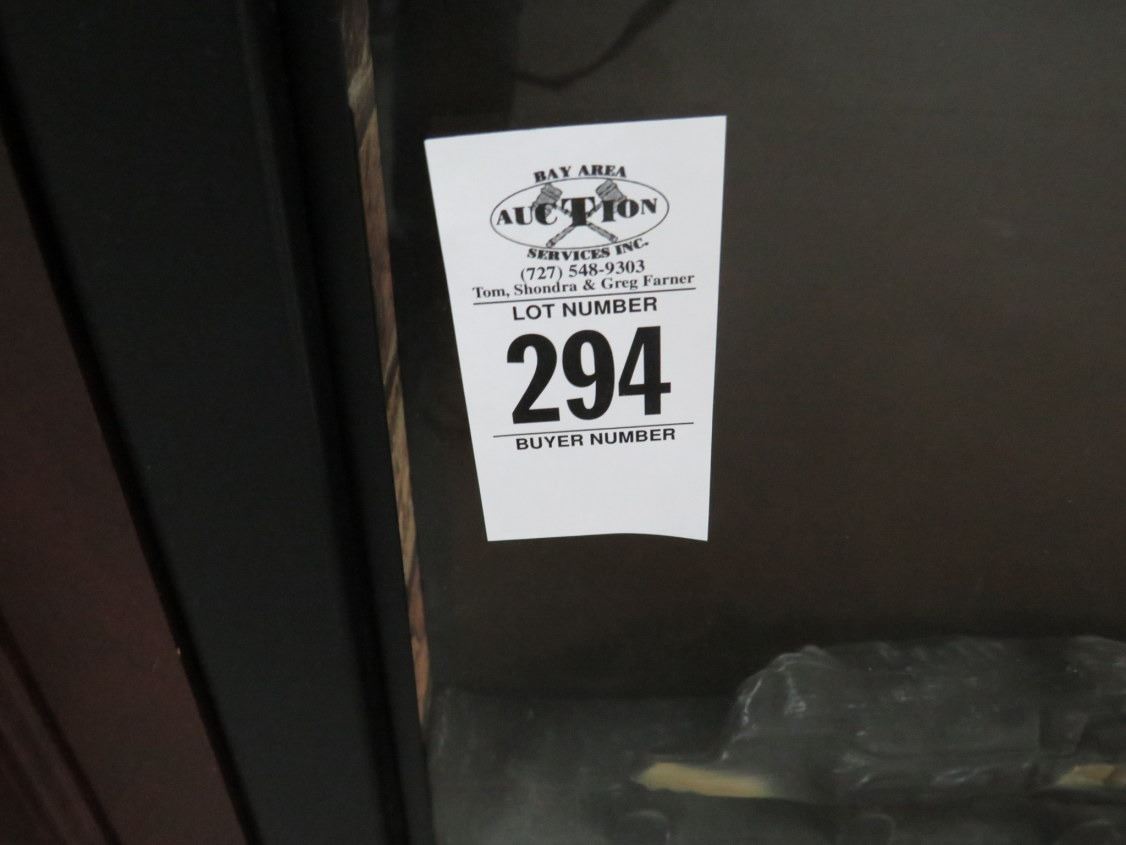 BAY AREA
AUCTION
SERVICES INC.
(727) 548-9303
Tom, Shondra & Greg Farner
LOT NUMBER
294
BUYER NUMBER